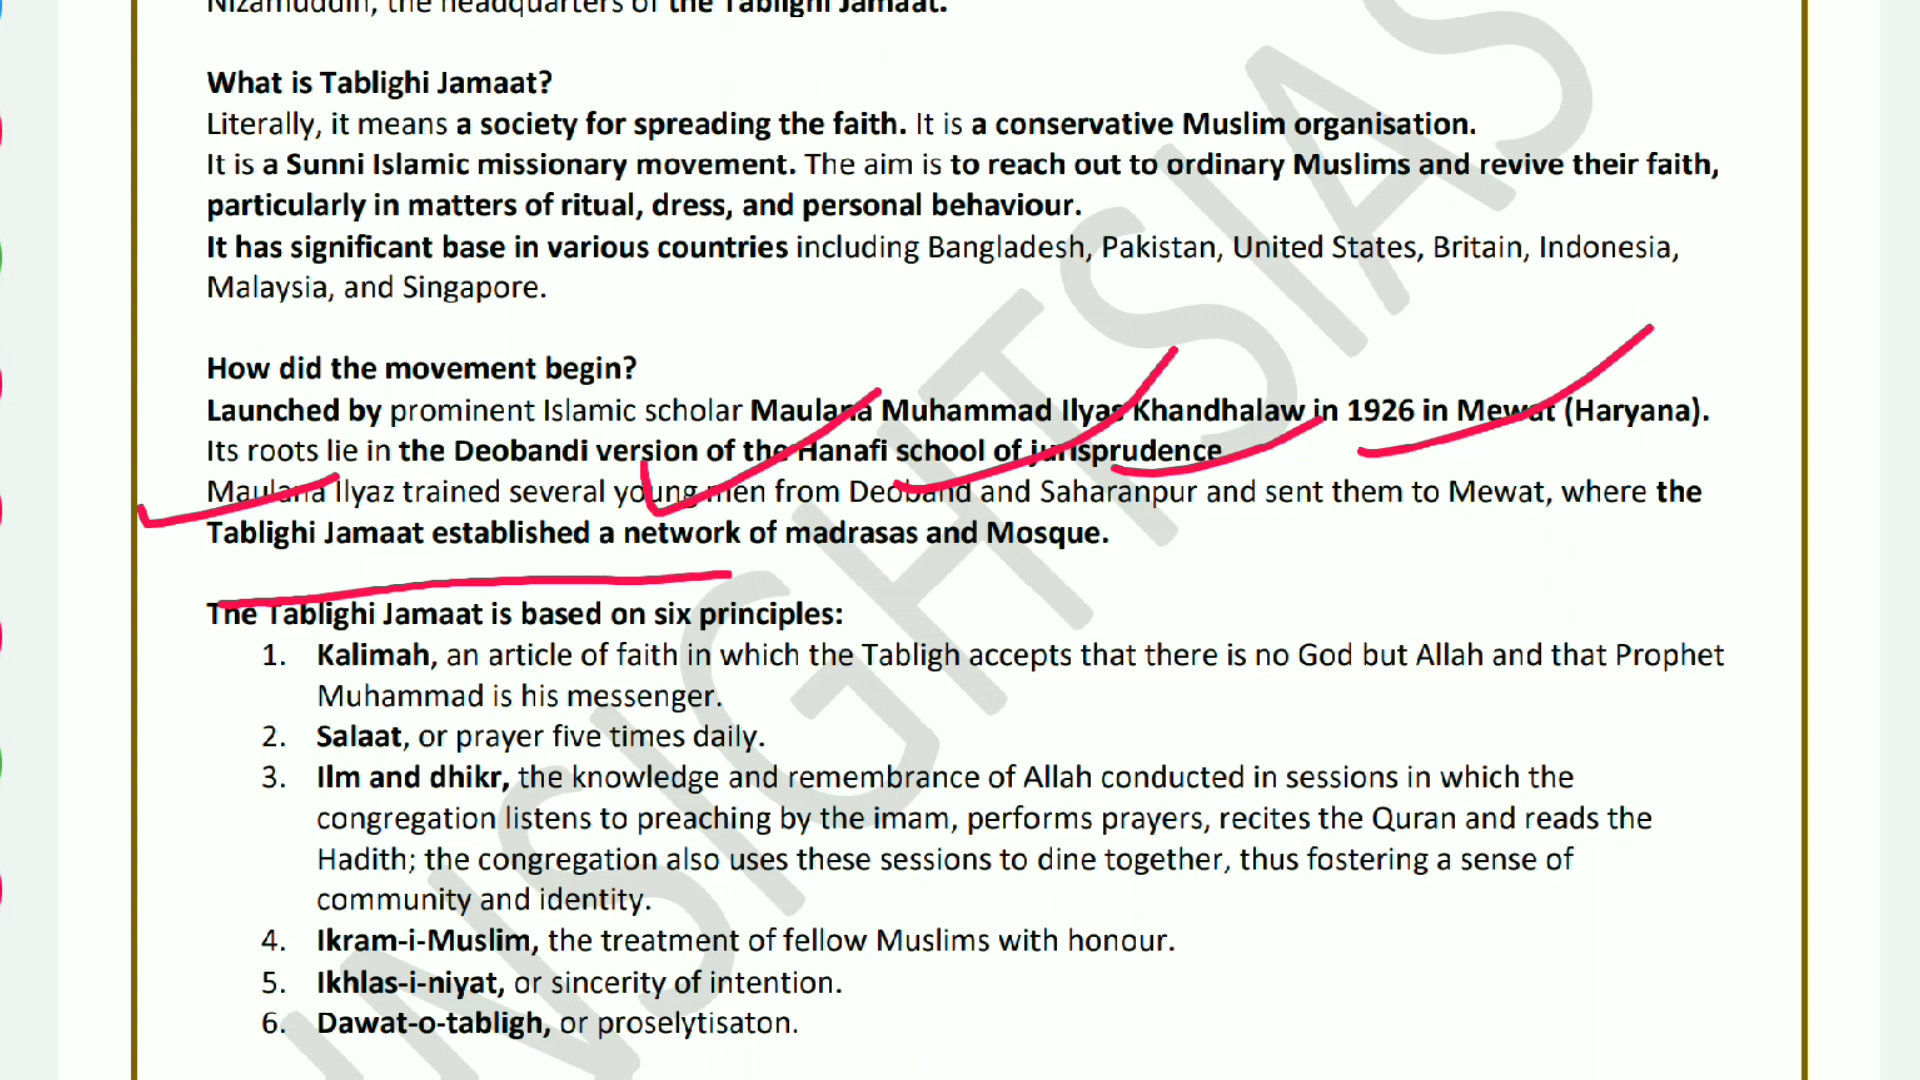 Nizamuddin, the headquarters of the Tablighi Jamaat.
What is Tablighi Jamaat?
Literally, it means a society for spreading the faith. It is a conservative Muslim organisation.
It is a Sunni Islamic missionary movement. The aim is to reach out to ordinary Muslims and revive their faith,
particularly in matters of ritual, dress, and personal behaviour.
It has significant base in various countries including Bangladesh, Pakistan, United States, Britain, Indonesia,
Malaysia, and Singapore.
How did the movement begin?
Launched by prominent Islamic scholar Maulana Muhammad Ilyas Khandhalaw in 1926 in Mewat (Haryana).
Its roots lie in the Deobandi version of the Hanafi school of jurisprudence
Maulana Ilyaz trained several young men from Deoband and Saharanpur and sent them to Mewat, where the
Tablighi Jamaat established a network of madrasas and Mosque.
The Tablighi Jamaat is based on six principles:
1. Kalimah, an article of faith in which the Tabligh accepts that there is no God but Allah and that Prophet
Muhammad is his messenger.
2. Salaat, or prayer five times daily.
3. Ilm and dhikr, the knowledge and remembrance of Allah conducted in sessions in which the
congregation listens to preaching by the imam, performs prayers, recites the Quran and reads the
Hadith; the congregation also uses these sessions to dine together, thus fostering a sense of
community and identity.
4. Ikram-i-Muslim, the treatment of fellow Muslims with honour.
5. Ikhlas-i-niyat, or sincerity of intention.
6. Dawat-o-tabligh, or proselytisaton.
INSIGHTSIAS